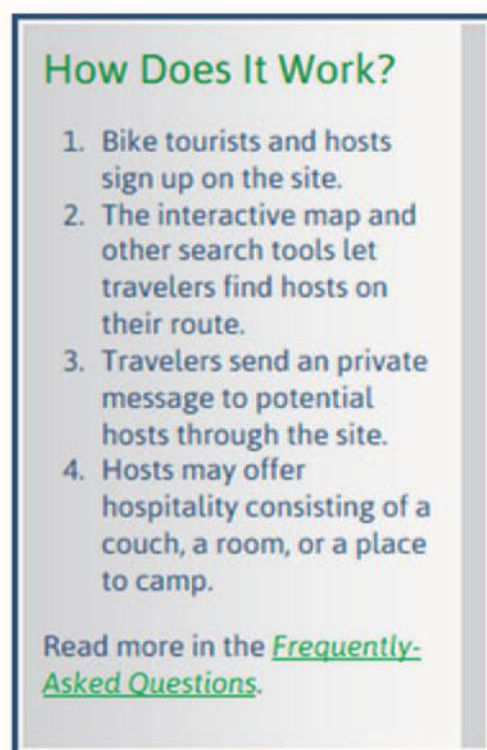 How Does It Work?
1. Bike tourists and hosts
sign up on the site.
2. The interactive map and
other search tools let
travelers find hosts on
their route.
3. Travelers send an private
message to potential
hosts through the site.
4. Hosts may offer
hospitality consisting of a
couch, a room, or a place
to camp.
Read more in the Frequently-
Asked Questions.